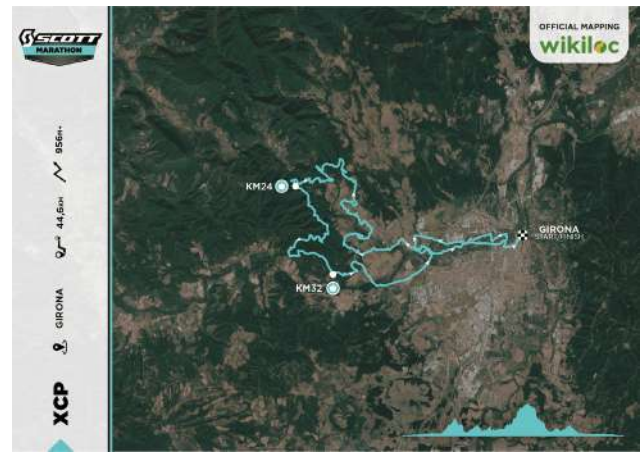 SCOTT
MARATHON
956M+
44,6KM
GIRONA
XCP
OFFICIAL MAPPING
wikiloc
KM24
GIRONA
START/FINISH
KM32